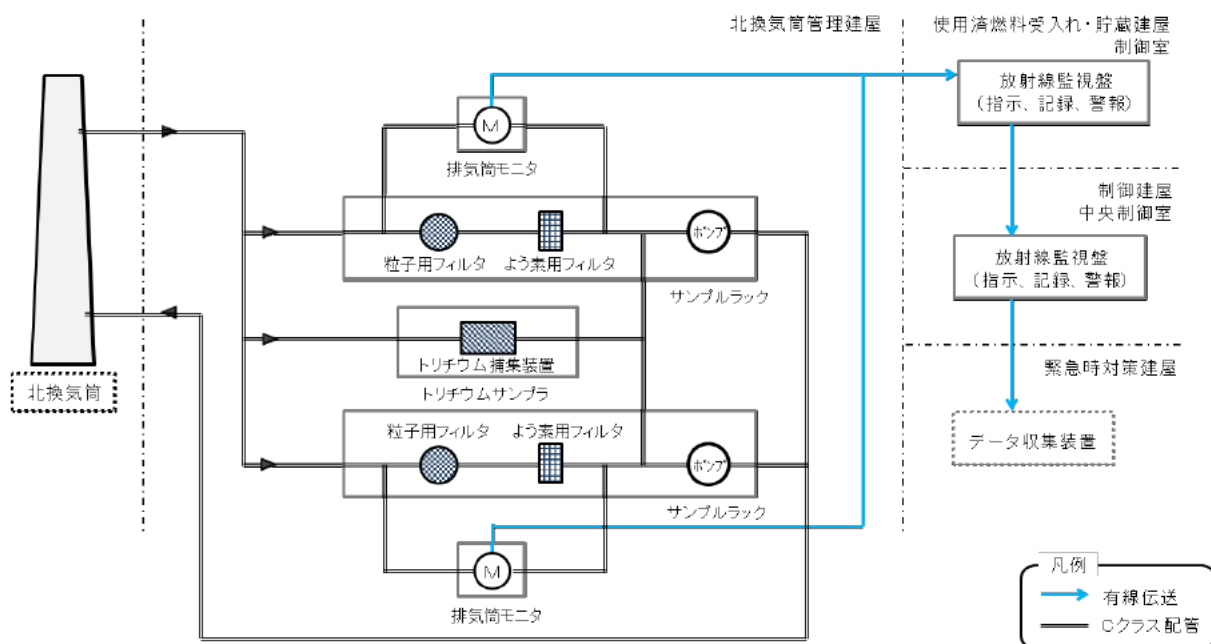 北換気筒管理建屋
使用済燃料受入れ・貯蔵建屋
制御室
放射線監視盤
(指示、記録、警報)
M
排気筒モニタ
制御建屋
中央制御室
ポンプ
粒子用フィルタ
よう素用フィルタ
サンプルラック
放射線監視盤
(指示、記録、警報)
トリチウム捕集装置
トリチウムサンプラ
緊急時対策建屋
北換気筒
粒子用フィルタ
よう素用フィルタ
データ収集装置
ポンプ
サンプルラック
M
排気筒モニタ
凡例
有線伝送
Cクラス配管